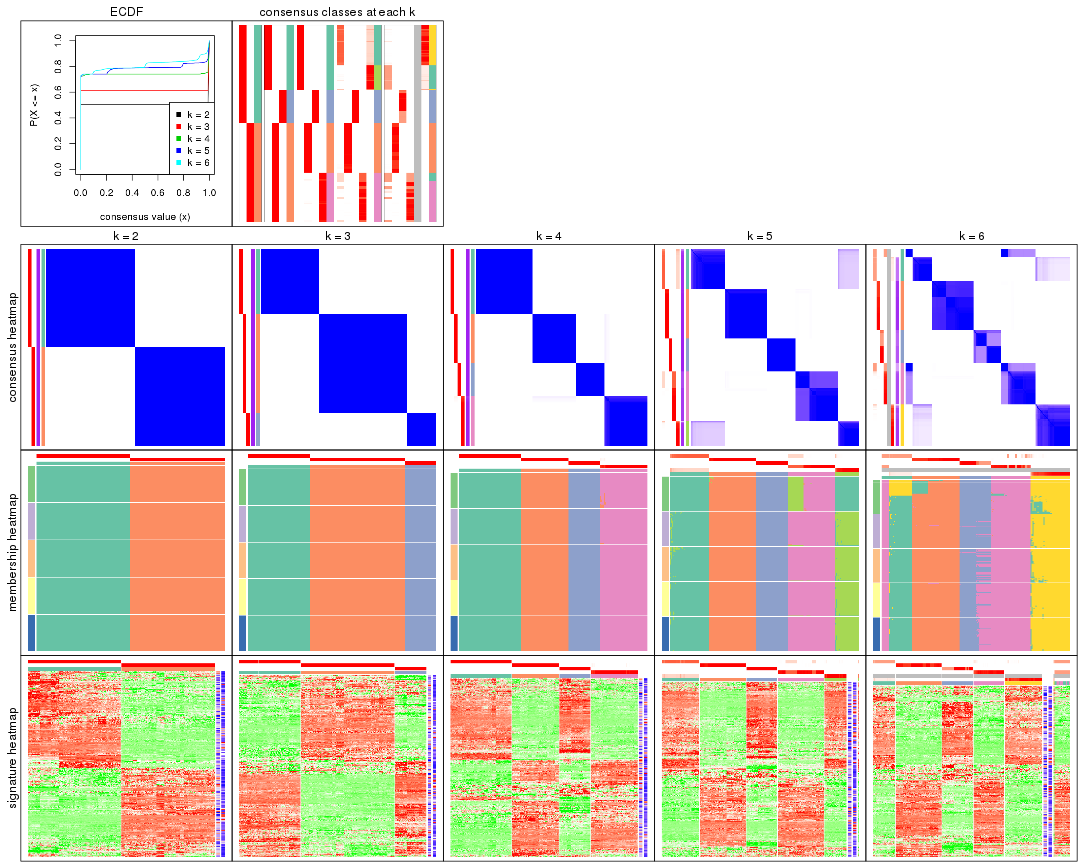 ECDF
consensus classes at each k
P(X <= x)
1.0
0.8
0.6
0.4
0.2
0.0
k = 2
k = 3
k = 4
k = 5
k = 6
0.0 0.2 0.4 0.6 0.8 1.0
consensus value (x)
k = 2
k = 3
k = 4
k = 5
k = 6
consensus heatmap
membership heatmap
signature heatmap